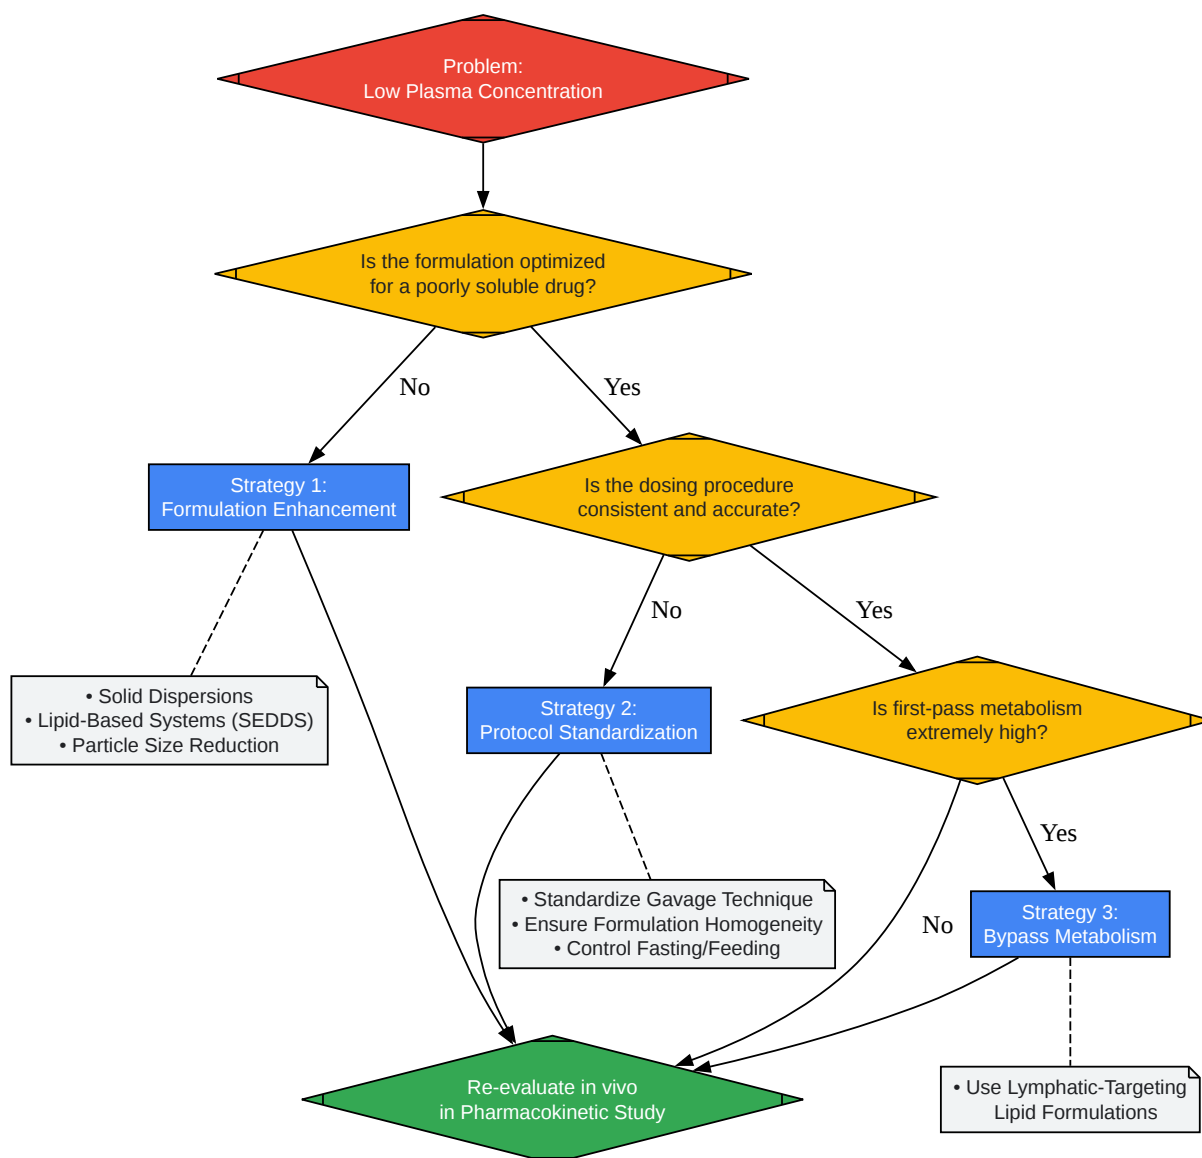 Problem:
Low Plasma Concentration
Is the formulation optimized
for a poorly soluble drug?
No
Yes
Strategy 1:
Formulation Enhancement
Is the dosing procedure
consistent and accurate?
No
Yes
• Solid Dispersions
• Lipid-Based Systems (SEDDS)
• Particle Size Reduction
Strategy 2:
Protocol Standardization
Is first-pass metabolism
extremely high?
Yes
• Standardize Gavage Technique
• Ensure Formulation Homogeneity
• Control Fasting/Feeding
No
Strategy 3:
Bypass Metabolism
Re-evaluate in vivo
in Pharmacokinetic Study
• Use Lymphatic-Targeting
Lipid Formulations